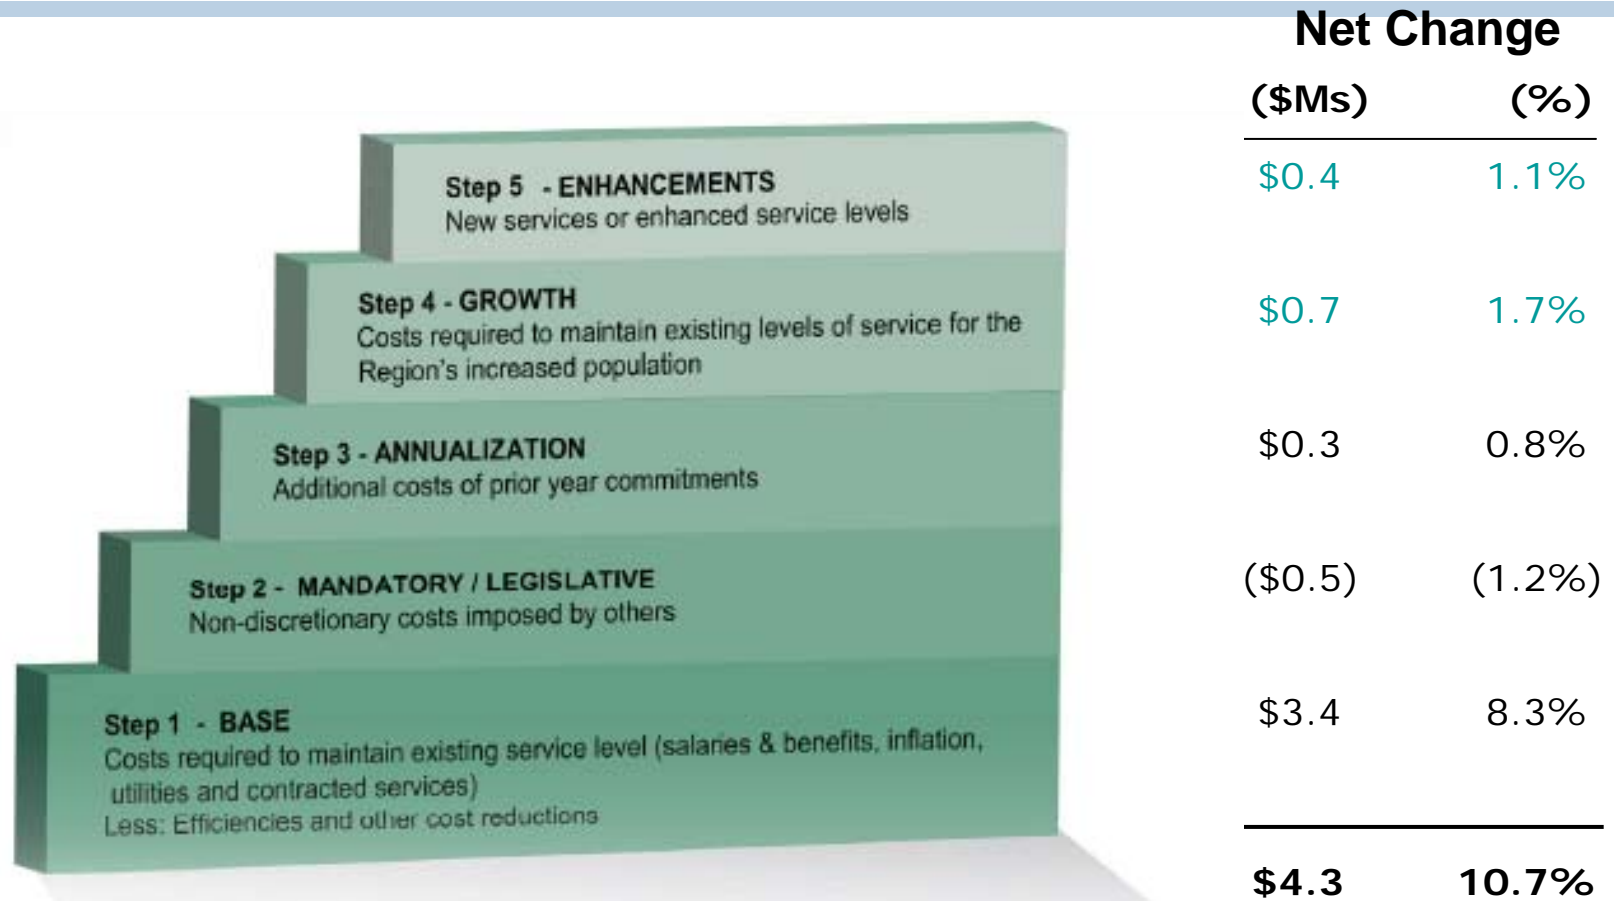 Net Change
($Ms) (%)
Step 5 - ENHANCEMENTS
New services or enhanced service levels
$0.4 1.1%
Step 4 - GROWTH
Costs required to maintain existing levels of service for the
Region's increased population
$0.7 1.7%
Step 3 - ANNUALIZATION
Additional costs of prior year commitments
$0.3 0.8%
Step 2 - MANDATORY / LEGISLATIVE
Non-discretionary costs imposed by others
($0.5) (1.2%)
Step 1 - BASE
Costs required to maintain existing service level (salaries & benefits, inflation,
utilities and contracted services)
Less: Efficiencies and other cost reductions
$3.4 8.3%
$4.3 10.7%